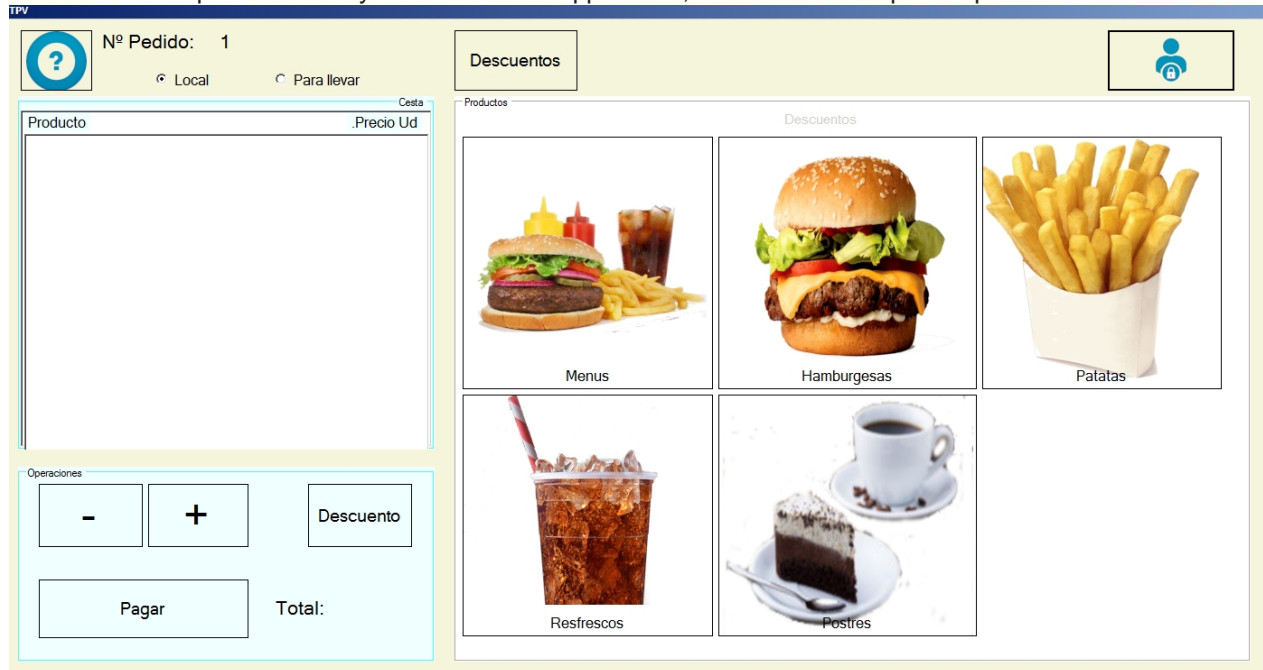 TPV
?
Nº Pedido: 1
Local Para llevar
Descuentos
Cesta
Producto .Precio Ud
Productos
Descuentos
Menus
Hamburgesas
Patatas
Resfrescos
Postres
Operaciones
- + Descuento
Pagar Total: